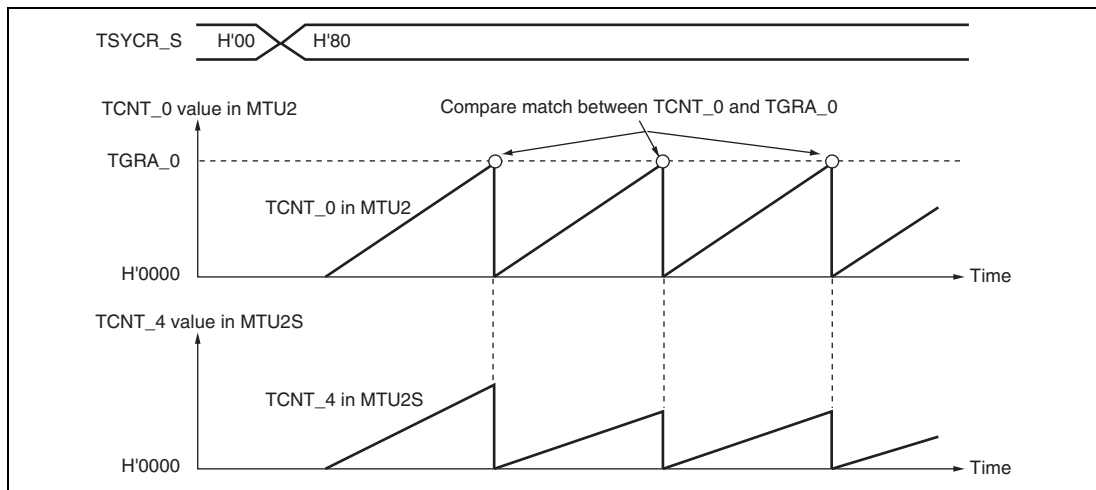 TSYCR_S H'00 H'80
TCNT_0 value in MTU2
Compare match between TCNT_0 and TGRA_0
TGRA_0
TCNT_0 in MTU2
H'0000
Time
TCNT_4 value in MTU2S
TCNT_4 in MTU2S
H'0000
Time